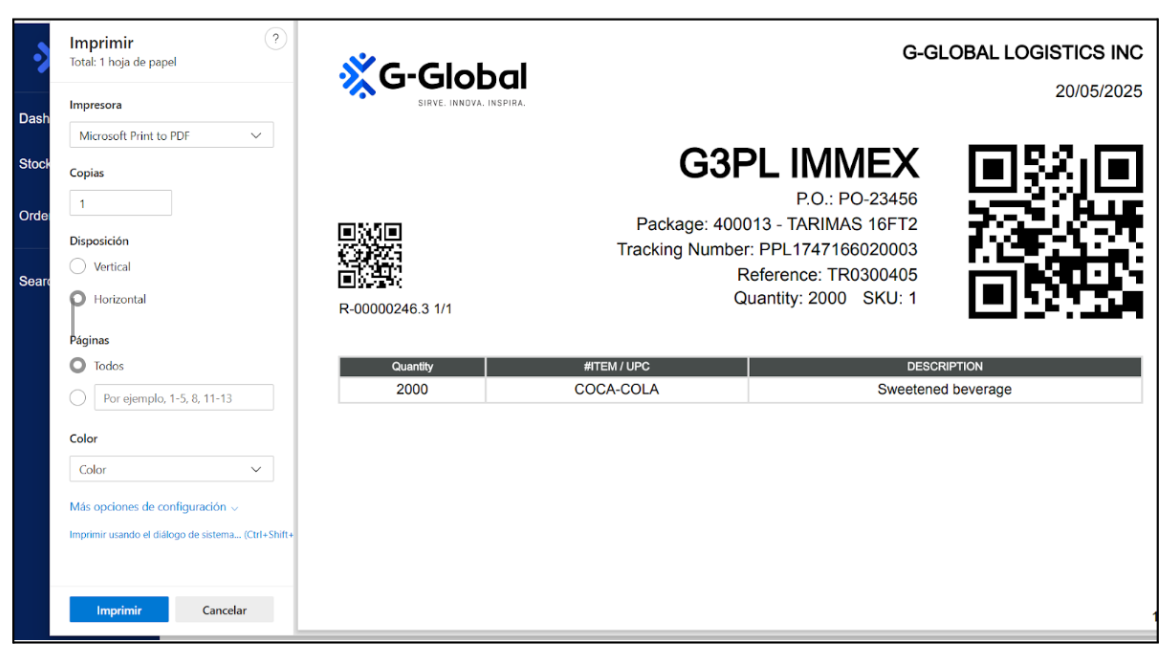 Imprimir
Total: 1 hoja de papel
?
Impresora
Microsoft Print to PDF
Copias
1
Disposición
Vertical
Horizontal
Páginas
Todos
Por ejemplo, 1-5, 8, 11-13
Color
Color
Más opciones de configuración
Imprimir usando el diálogo de sistema... (Ctrl+Shift+
Imprimir
Cancelar
Dash
Stock
Orde
Sear
G-Global
SIRVE. INNOVA. INSPIRA.
G-GLOBAL LOGISTICS INC
20/05/2025
G3PL IMMEX
P.O.: PO-23456
Package: 400013 - TARIMAS 16FT2
Tracking Number: PPL1747166020003
Reference: TR0300405
Quantity: 2000 SKU: 1
R-00000246.3 1/1
Quantity #ITEM / UPC DESCRIPTION
2000 COCA-COLA Sweetened beverage
1